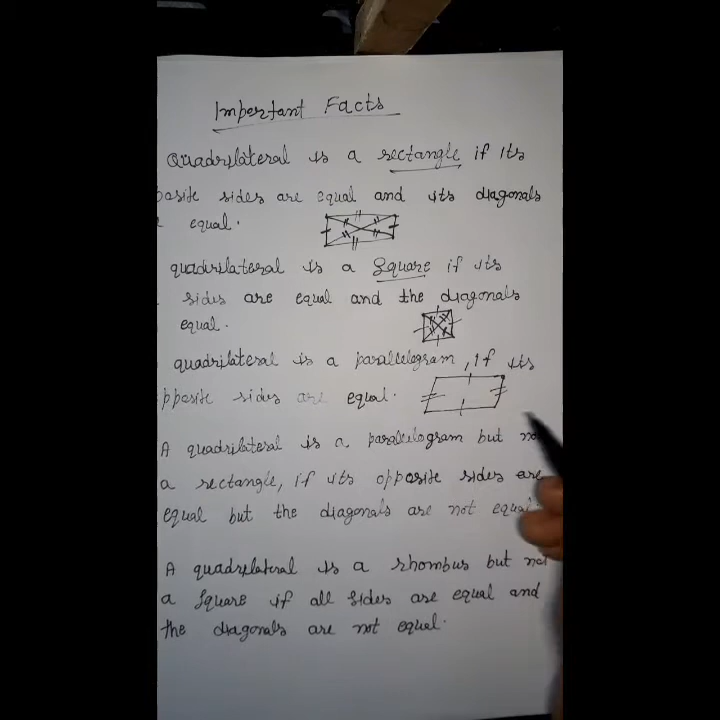 Important Facts
Quadrilateral is a rectangle if its
posite sides are equal and its diagonals
equal.
quadrilateral is a Square if its
sides are equal and the diagonals
equal.
quadrilateral is a parallelogram, if its
pposite sides are equal.
A quadrilateral is a parallelogram but no
a rectangle, if its opposite sides are
equal but the diagonals are not equal
A quadrilateral is a rhombus but not
a Square if all sides are equal and
the diagonals are not equal.